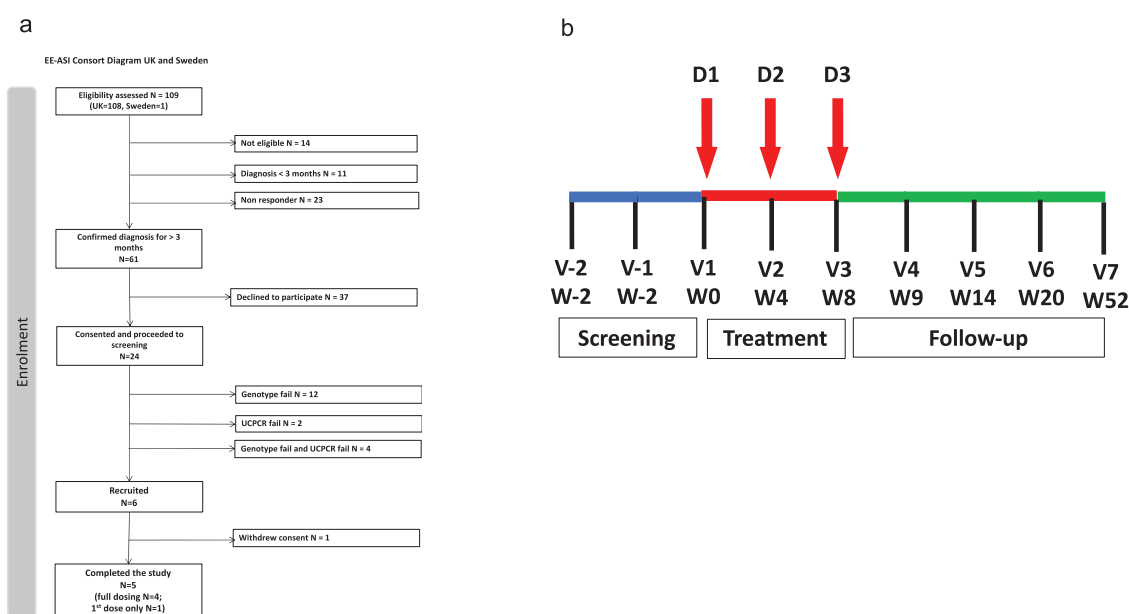 a
EE-ASI Consort Diagram UK and Sweden
Enrolment
Eligibility assessed N = 109
(UK=108, Sweden=1)
Not eligible N = 14
Diagnosis < 3 months N = 11
Non responder N = 23
Confirmed diagnosis for > 3
months
N=61
Declined to participate N = 37
Consented and proceeded to
screening
N=24
Genotype fail N = 12
UCPCR fail N = 2
Genotype fail and UCPCR fail N = 4
Recruited
N=6
Withdrew consent N = 1
Completed the study
N=5
(full dosing N=4;
1st dose only N=1)
b
D1 D2 D3
V-2 V-1 V1 V2 V3 V4 V5 V6 V7
W-2 W-2 W0 W4 W8 W9 W14 W20 W52
Screening Treatment Follow-up